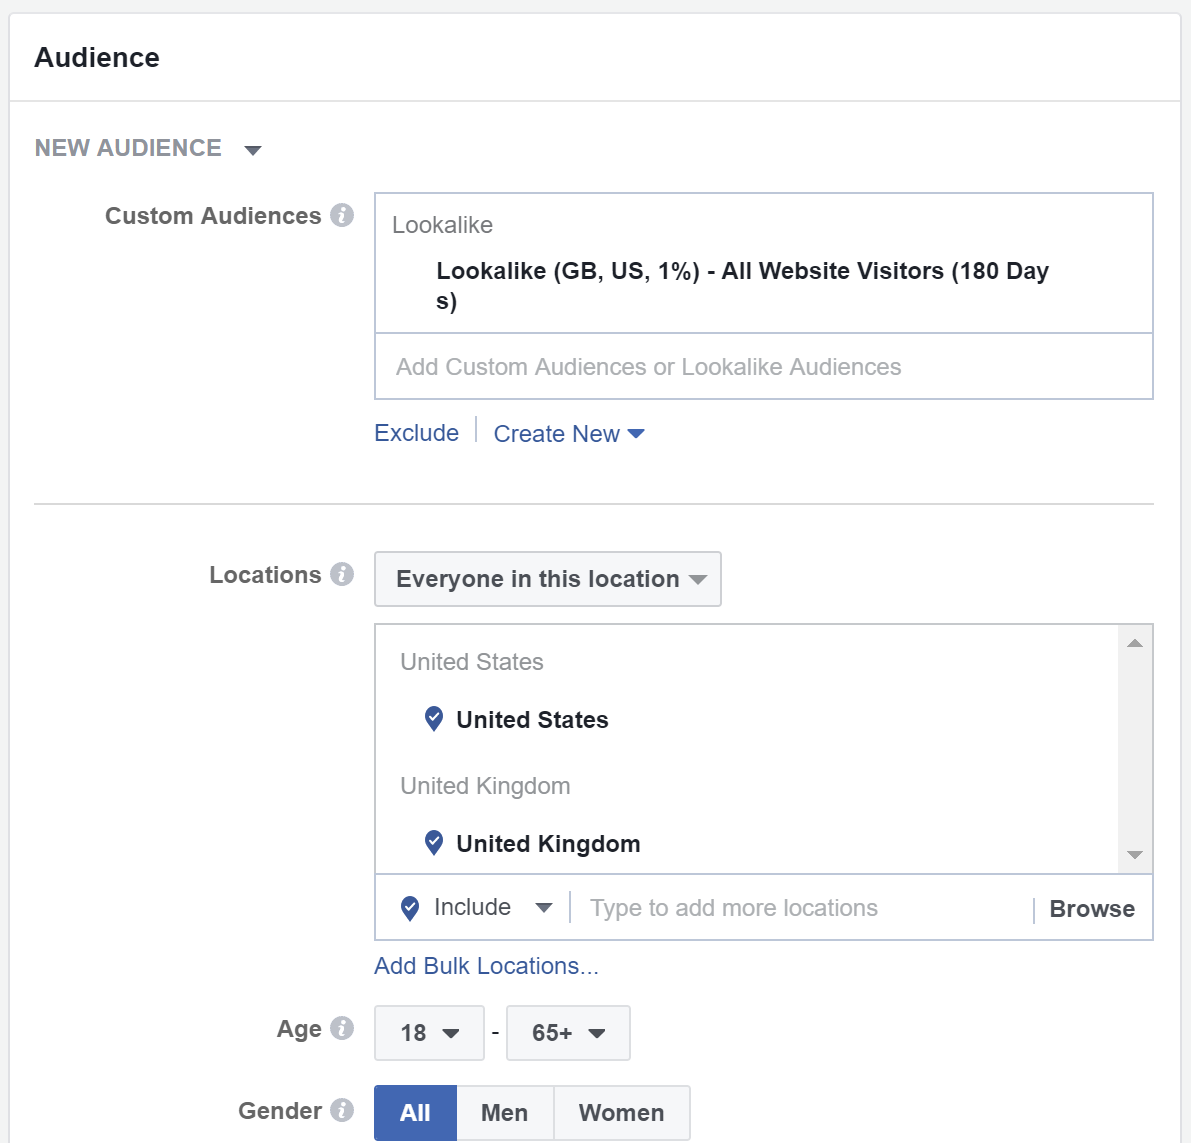 Audience
NEW AUDIENCE
Custom Audiences
Lookalike
Lookalike (GB, US, 1%) - All Website Visitors (180 Day
s)
Add Custom Audiences or Lookalike Audiences
Exclude Create New
Locations
Everyone in this location
United States
United States
United Kingdom
United Kingdom
Include Type to add more locations Browse
Add Bulk Locations...
Age 18 - 65+
Gender All Men Women